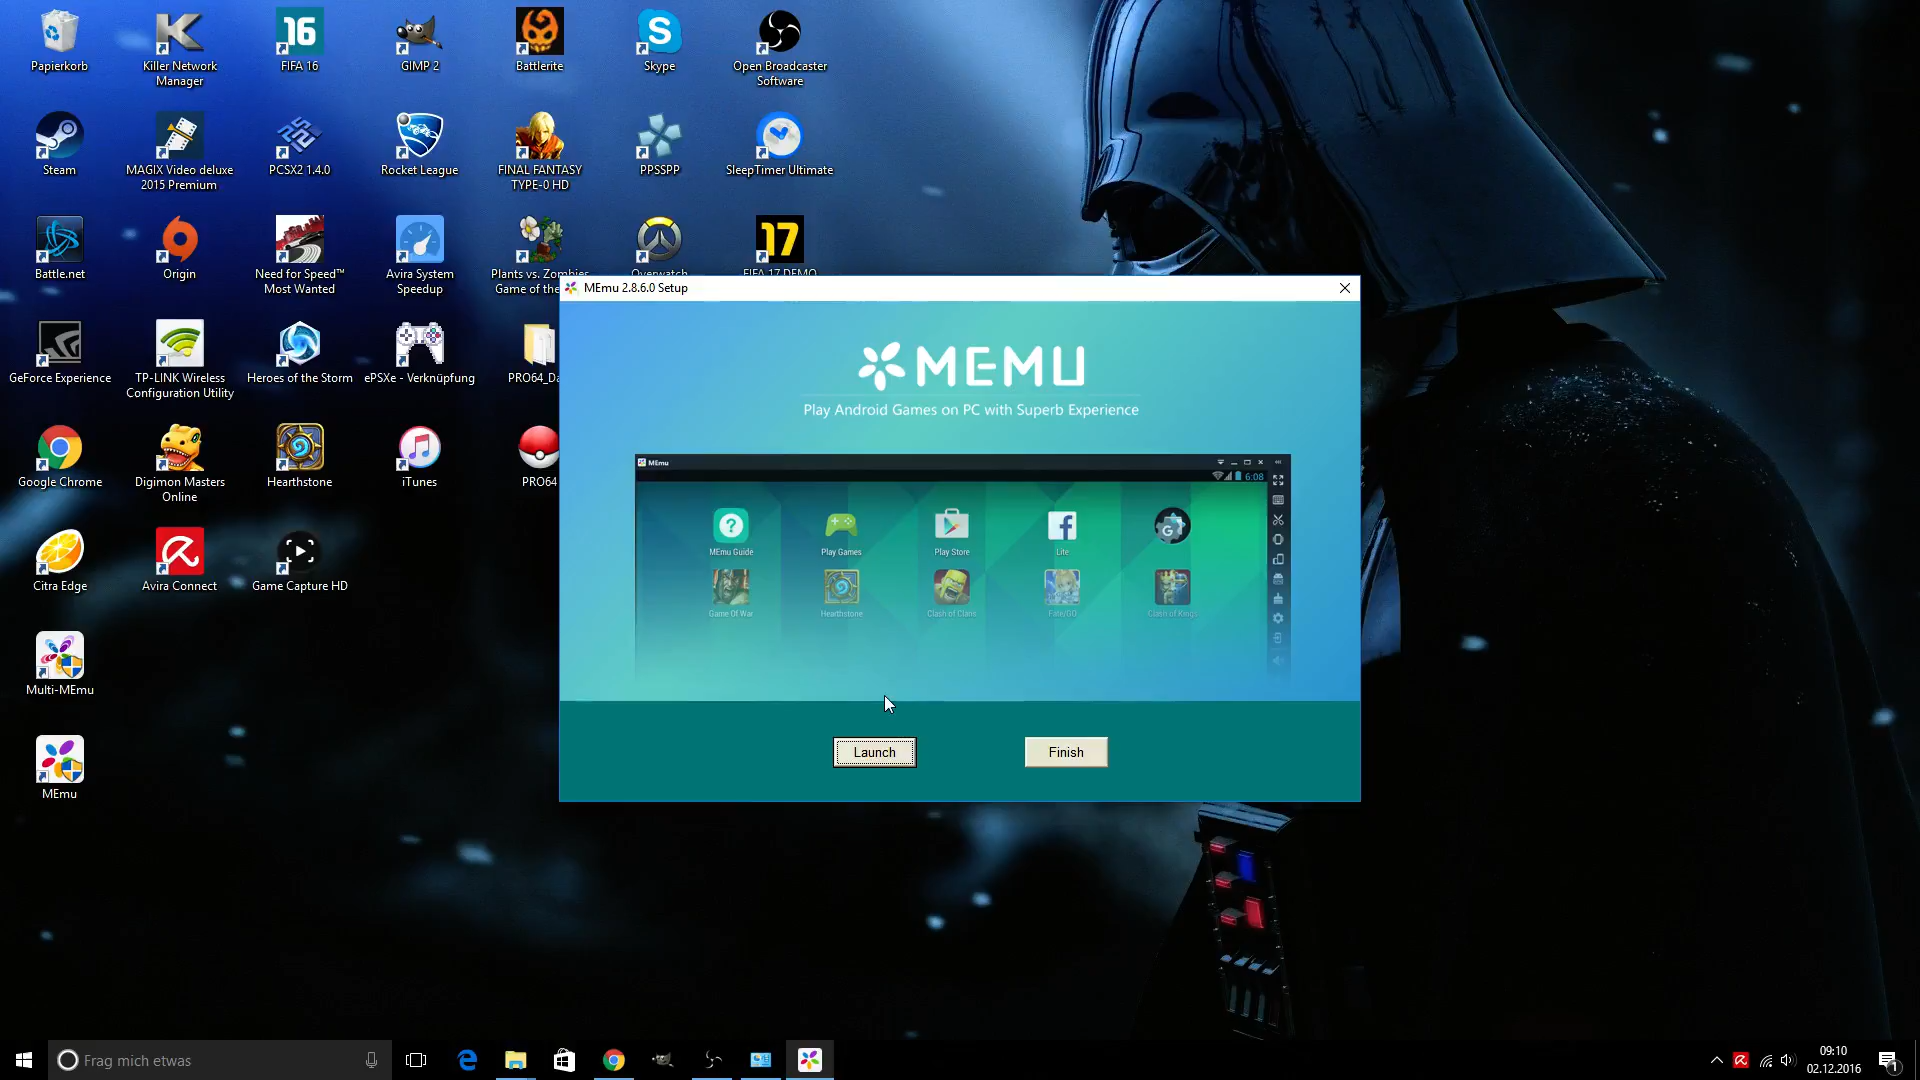 Papierkorb
Killer Network
Manager
16
FIFA 16
GIMP 2
Battlerite
Skype
Open Broadcaster
Software
Steam
MAGIX Video deluxe
2015 Premium
PCSX2 1.4.0
Rocket League
FINAL FANTASY
TYPE-0 HD
PPSSPP
SleepTimer Ultimate
Battle.net
Origin
Need for Speed™
Most Wanted
Avira System
Speedup
Plants vs. Zombies
Game of the
Overwatch
17
FIFA 17 DEMO
GeForce Experience
TP-LINK Wireless
Configuration Utility
Heroes of the Storm
ePSXe - Verknüpfung
PRO64_Da
Google Chrome
Digimon Masters
Online
Hearthstone
iTunes
PRO64
Citra Edge
Avira Connect
Game Capture HD
Multi-MEmu
MEmu
MEmu 2.8.6.0 Setup
MEMU
Play Android Games on PC with Superb Experience
MEmu
6:08
MEmu Guide
Play Games
Play Store
Lite
Game Of War
Hearthstone
Clash of Clans
Fate/GO
Clash of Kings
Launch
Finish
Frag mich etwas
09:10
02.12.2016
1